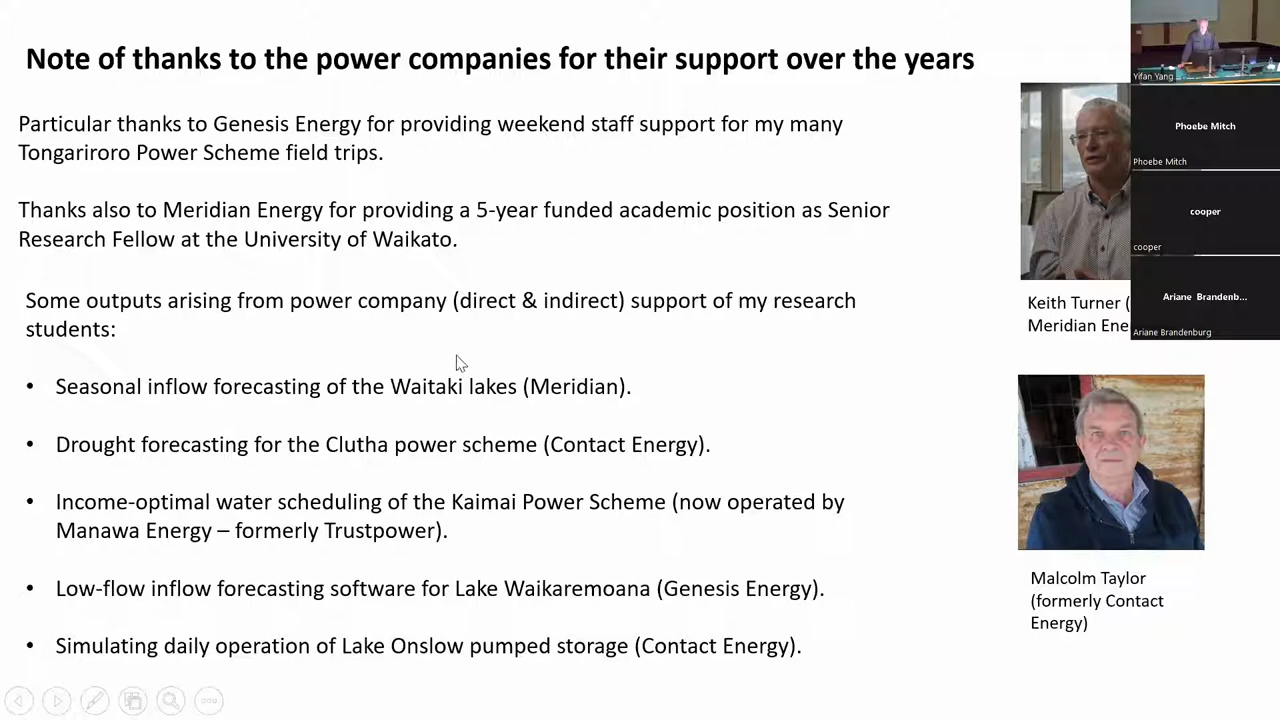 Note of thanks to the power companies for their support over the years
Particular thanks to Genesis Energy for providing weekend staff support for my many
Tongariroro Power Scheme field trips.
Thanks also to Meridian Energy for providing a 5-year funded academic position as Senior
Research Fellow at the University of Waikato.
Some outputs arising from power company (direct & indirect) support of my research
students:
• Seasonal inflow forecasting of the Waitaki lakes (Meridian).
• Drought forecasting for the Clutha power scheme (Contact Energy).
• Income-optimal water scheduling of the Kaimai Power Scheme (now operated by
Manawa Energy – formerly Trustpower).
• Low-flow inflow forecasting software for Lake Waikaremoana (Genesis Energy).
• Simulating daily operation of Lake Onslow pumped storage (Contact Energy).
Keith Turner (
Meridian Ene
Malcolm Taylor
(formerly Contact
Energy)
Yifan Yang
Phoebe Mitch
Phoebe Mitch
cooper
cooper
Ariane Brandenb...
Ariane Brandenburg